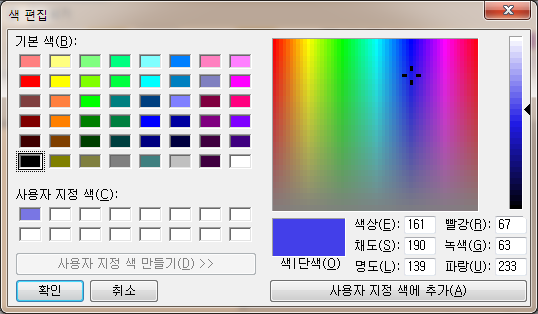 색 편집
기본 색(B):
사용자 지정 색(C):
사용자 지정 색 만들기(D) >>
확인
취소
색|단색(O)
색상(E): 161
빨강(R): 67
채도(S): 190
녹색(G): 63
명도(L): 139
파랑(U): 233
사용자 지정 색에 추가(A)